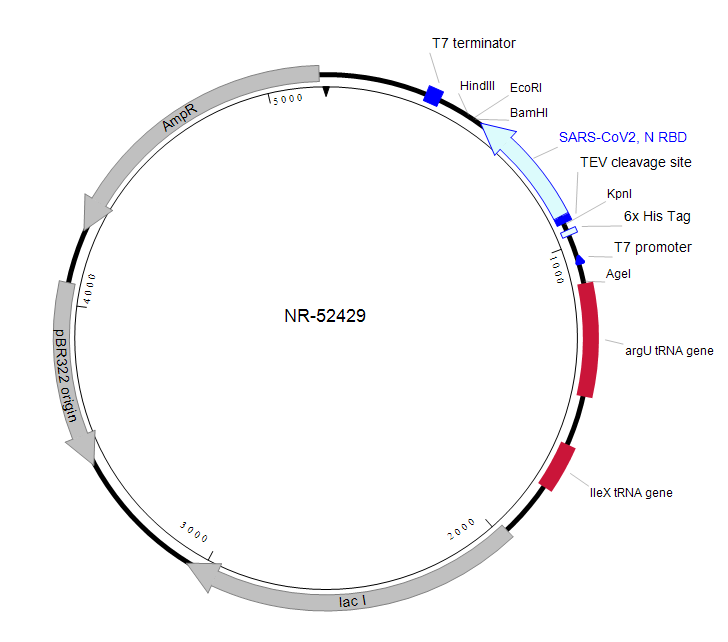 T7 terminator
HindIII
EcoRI
BamHI
SARS-CoV2, N RBD
TEV cleavage site
KpnI
6x His Tag
T7 promoter
AgeI
argU tRNA gene
IleX tRNA gene
lac I
pBR322 origin
AmpR
1000
2000
3000
4000
5000
NR-52429